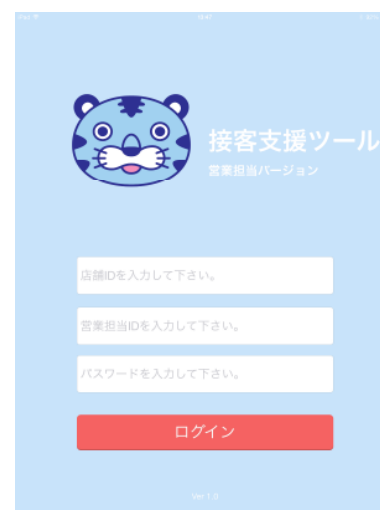 接客支援ツール
営業担当バージョン
店舗IDを入力して下さい。
営業担当IDを入力して下さい。
パスワードを入力して下さい。
ログイン